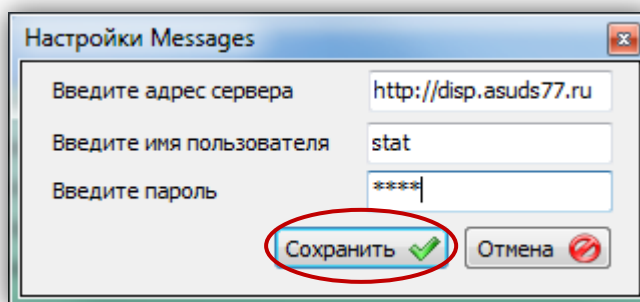 Настройки Messages
Введите адрес сервера http://disp.asuds77.ru
Введите имя пользователя stat
Введите пароль ****
Сохранить Отмена